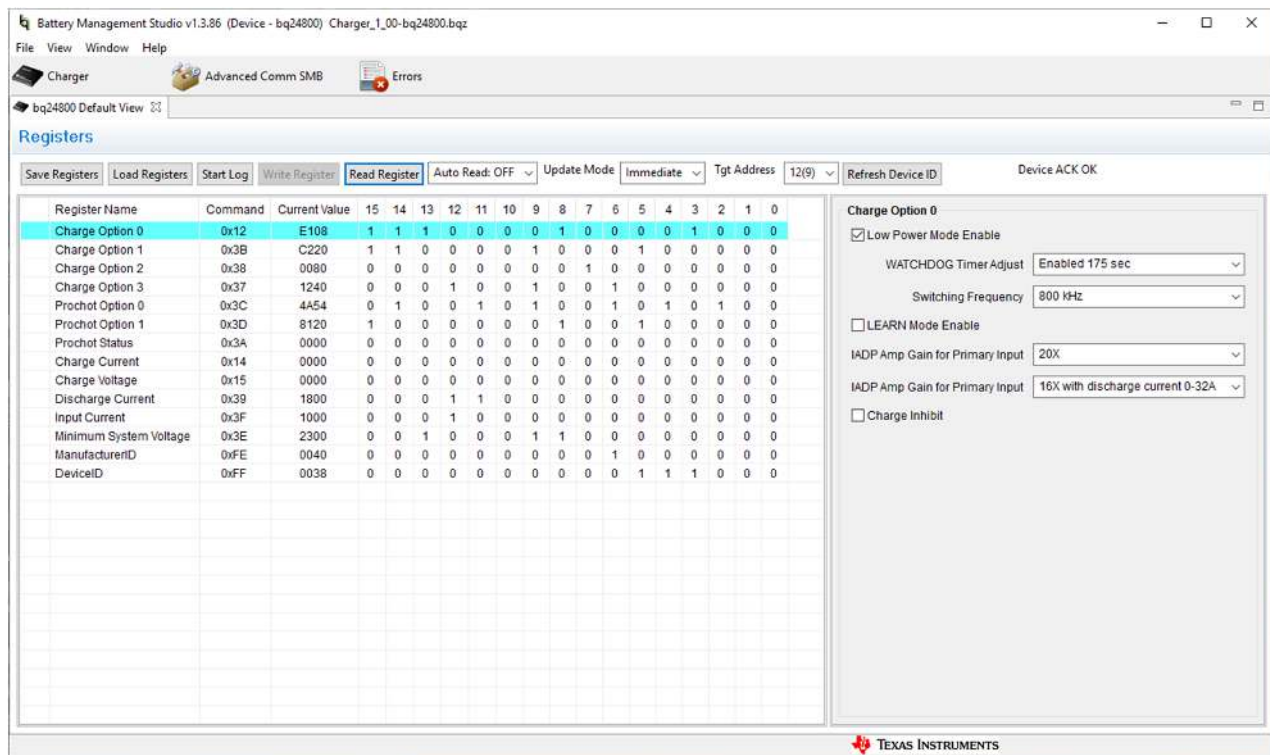 Battery Management Studio v1.3.86 (Device - bq24800) Charger_1_00-bq24800.bqz
File View Window Help
Charger Advanced Comm SMB Errors
bq24800 Default View
Registers
Save Registers Load Registers Start Log Write Register Read Register Auto Read: OFF Update Mode Immediate Tgt Address 12(9) Refresh Device ID Device ACK OK
Register Name Command Current Value 15 14 13 12 11 10 9 8 7 6 5 4 3 2 1 0
Charge Option 0 0x12 E108 1 1 1 0 0 0 0 1 0 0 0 0 1 0 0 0
Charge Option 1 0x3B C220 1 1 0 0 0 0 1 0 0 0 1 0 0 0 0 0
Charge Option 2 0x38 0080 0 0 0 0 0 0 0 0 1 0 0 0 0 0 0 0
Charge Option 3 0x37 1240 0 0 0 1 0 0 1 0 0 1 0 0 0 0 0 0
Prochot Option 0 0x3C 4A54 0 1 0 0 1 0 1 0 0 1 0 1 0 1 0 0
Prochot Option 1 0x3D 8120 1 0 0 0 0 0 0 1 0 0 1 0 0 0 0 0
Prochot Status 0x3A 0000 0 0 0 0 0 0 0 0 0 0 0 0 0 0 0 0
Charge Current 0x14 0000 0 0 0 0 0 0 0 0 0 0 0 0 0 0 0 0
Charge Voltage 0x15 0000 0 0 0 0 0 0 0 0 0 0 0 0 0 0 0 0
Discharge Current 0x39 1800 0 0 0 1 1 0 0 0 0 0 0 0 0 0 0 0
Input Current 0x3F 1000 0 0 0 1 0 0 0 0 0 0 0 0 0 0 0 0
Minimum System Voltage 0x3E 2300 0 0 1 0 0 0 1 1 0 0 0 0 0 0 0 0
ManufacturerID 0xFE 0040 0 0 0 0 0 0 0 0 0 1 0 0 0 0 0 0
DeviceID 0xFF 0038 0 0 0 0 0 0 0 0 0 0 1 1 1 0 0 0
Charge Option 0
Low Power Mode Enable
WATCHDOG Timer Adjust Enabled 175 sec
Switching Frequency 800 kHz
LEARN Mode Enable
IADP Amp Gain for Primary Input 20X
IADP Amp Gain for Primary Input 16X with discharge current 0-32A
Charge Inhibit
TEXAS INSTRUMENTS